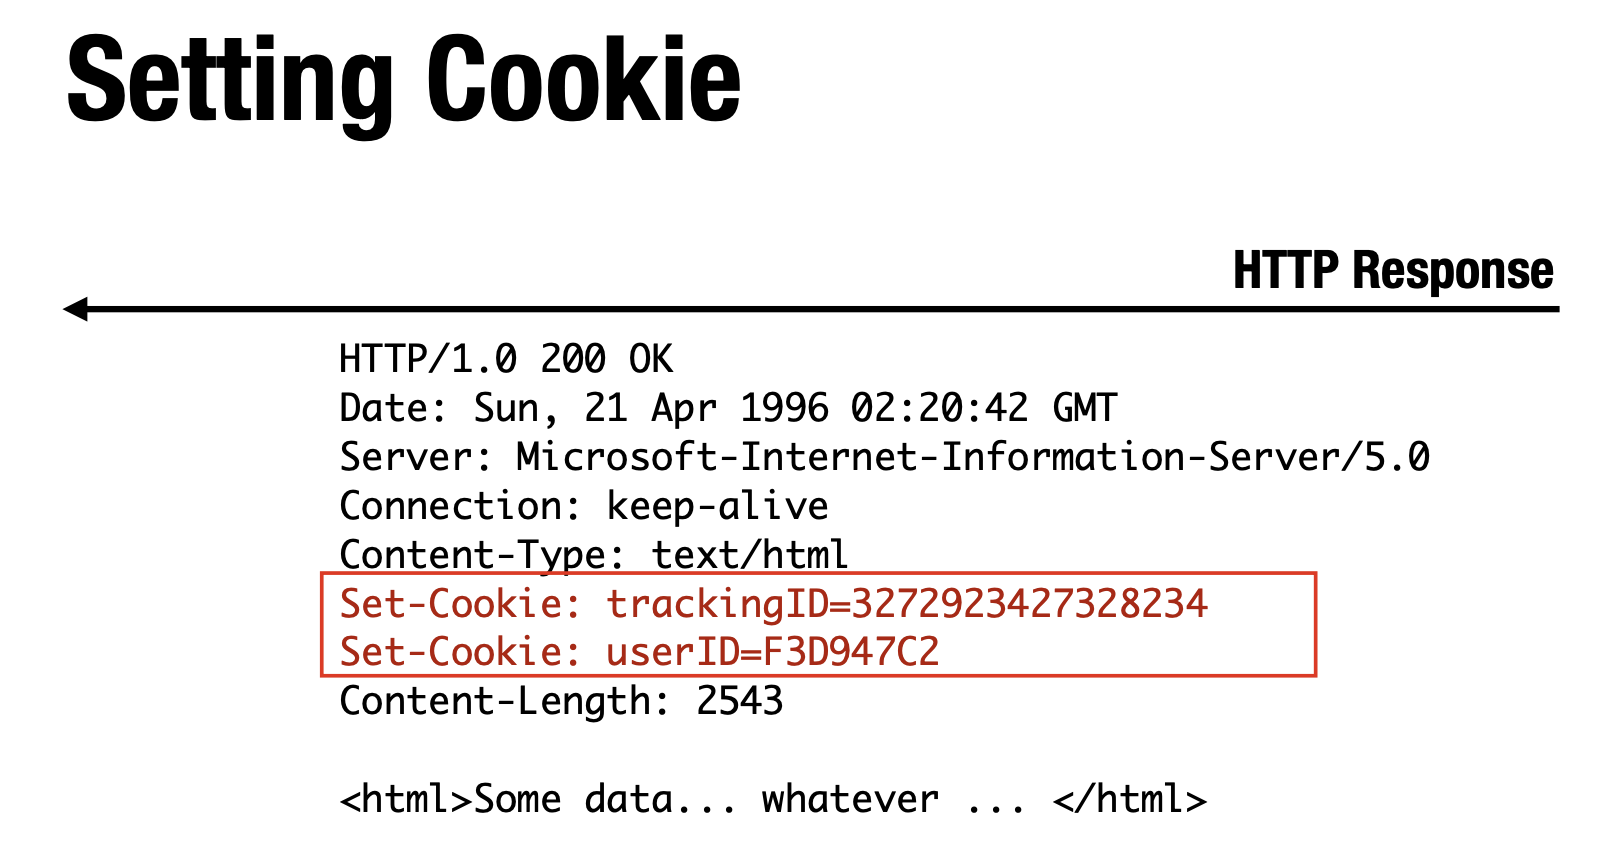 Setting Cookie
HTTP Response
HTTP/1.0 200 OK
Date: Sun, 21 Apr 1996 02:20:42 GMT
Server: Microsoft-Internet-Information-Server/5.0
Connection: keep-alive
Content-Type: text/html
Set-Cookie: trackingID=3272923427328234
Set-Cookie: userID=F3D947C2
Content-Length: 2543
<html>Some data... whatever ... </html>